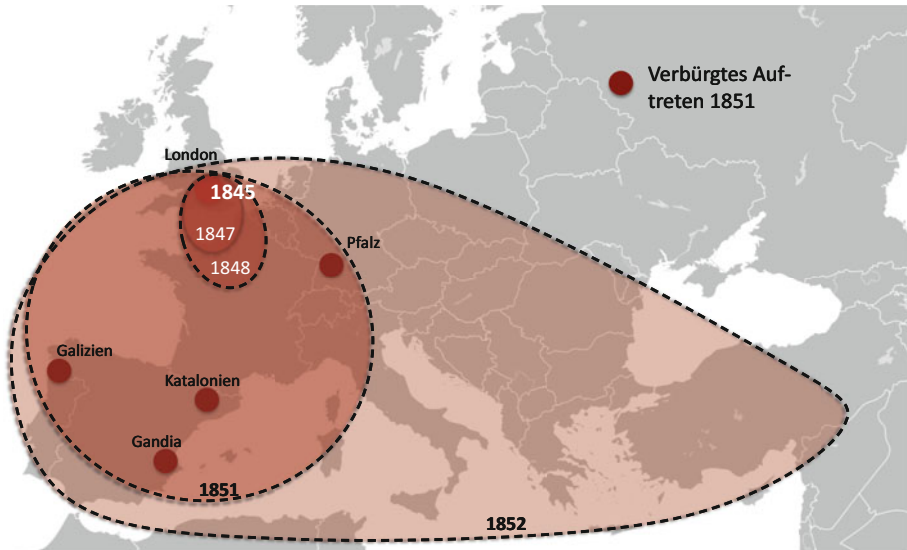 Verbürgtes Auf-
treten 1851
London
1845
1847
Pfalz
1848
Galizien
Katalonien
Gandia
1851
1852